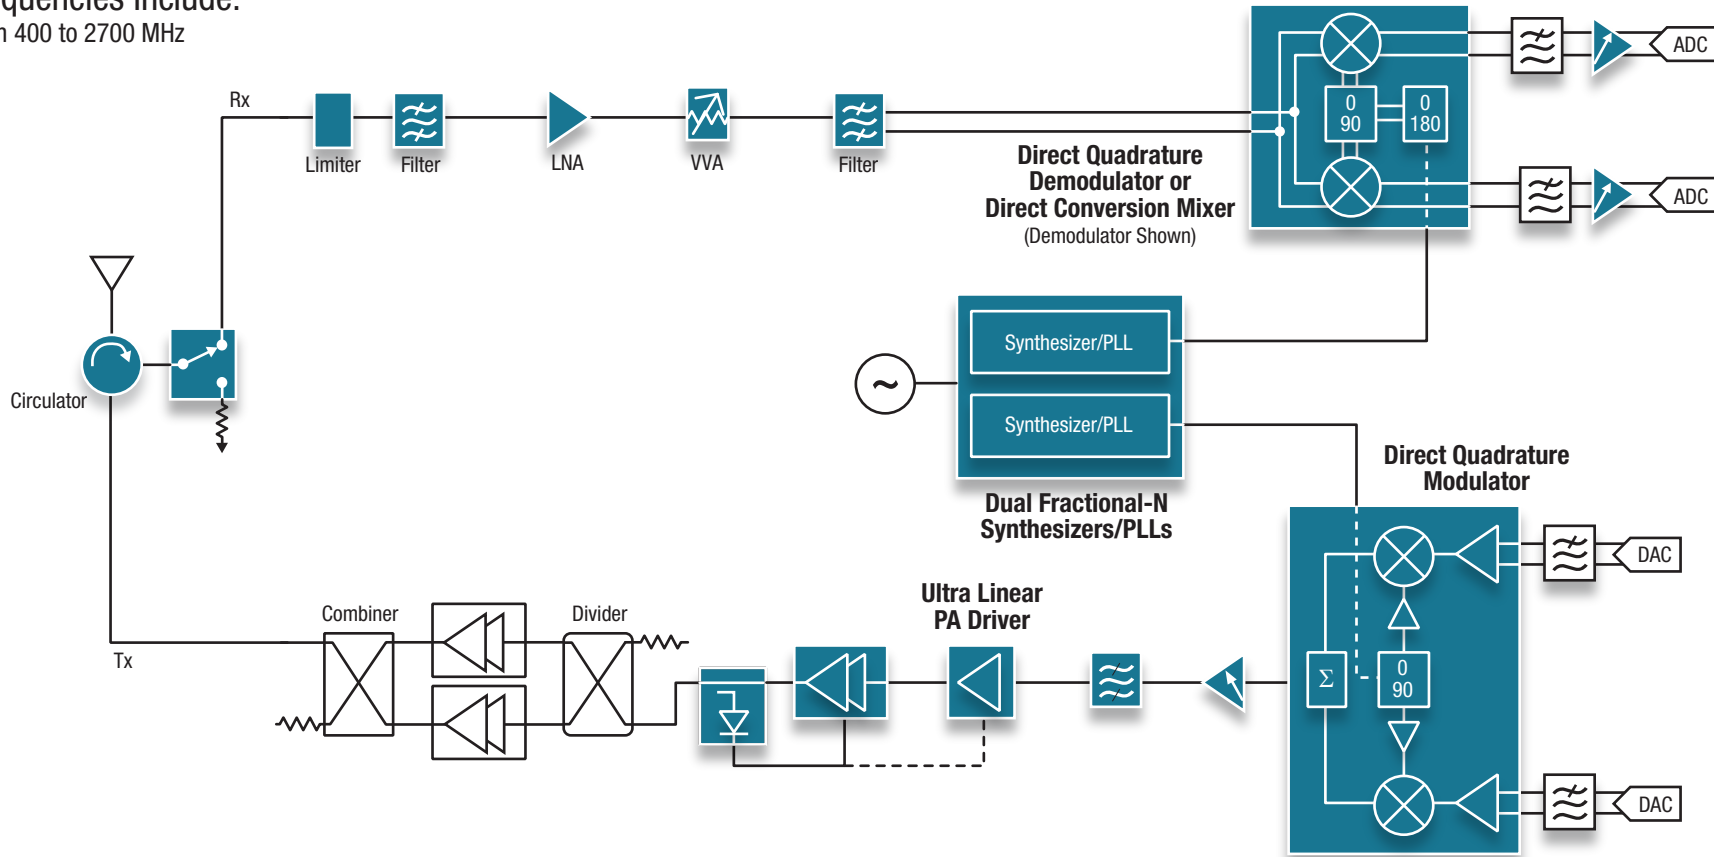 quencies include:
400 to 2700 MHz
Rx
Limiter
Filter
LNA
VVA
Filter
Direct Quadrature
Demodulator or
Direct Conversion Mixer
(Demodulator Shown)
0
90
0
180
ADC
ADC
Circulator
Synthesizer/PLL
Synthesizer/PLL
Dual Fractional-N
Synthesizers/PLLs
Direct Quadrature
Modulator
DAC
Σ
0
90
DAC
Ultra Linear
PA Driver
Combiner
Divider
Tx